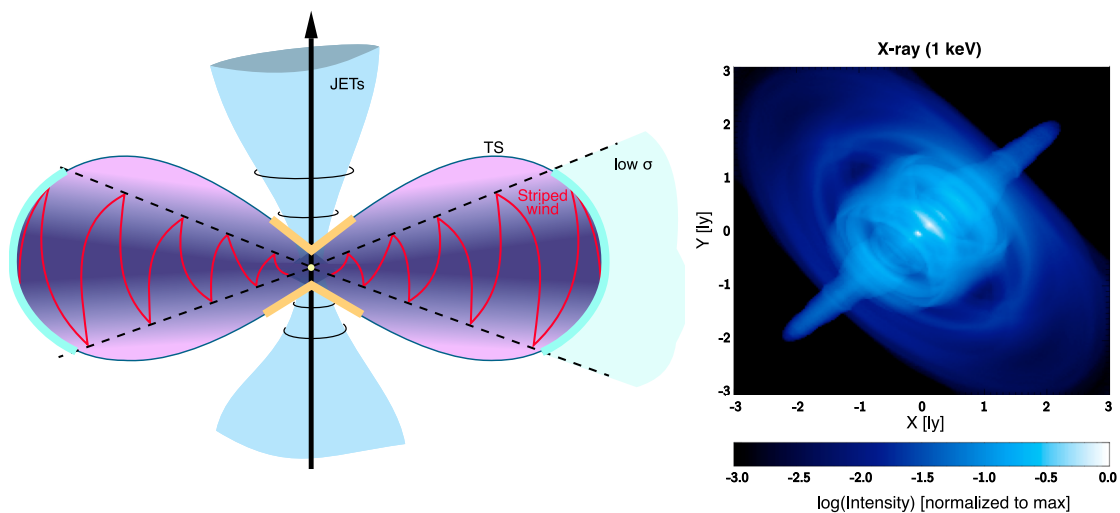 JETs
TS
low σ
Striped
wind
X-ray (1 keV)
3
2
1
0
-1
-2
-3
Y [ly]
-3
-2
-1
0
1
2
3
X [ly]
-3.0
-2.5
-2.0
-1.5
-1.0
-0.5
0.0
log(Intensity) [normalized to max]